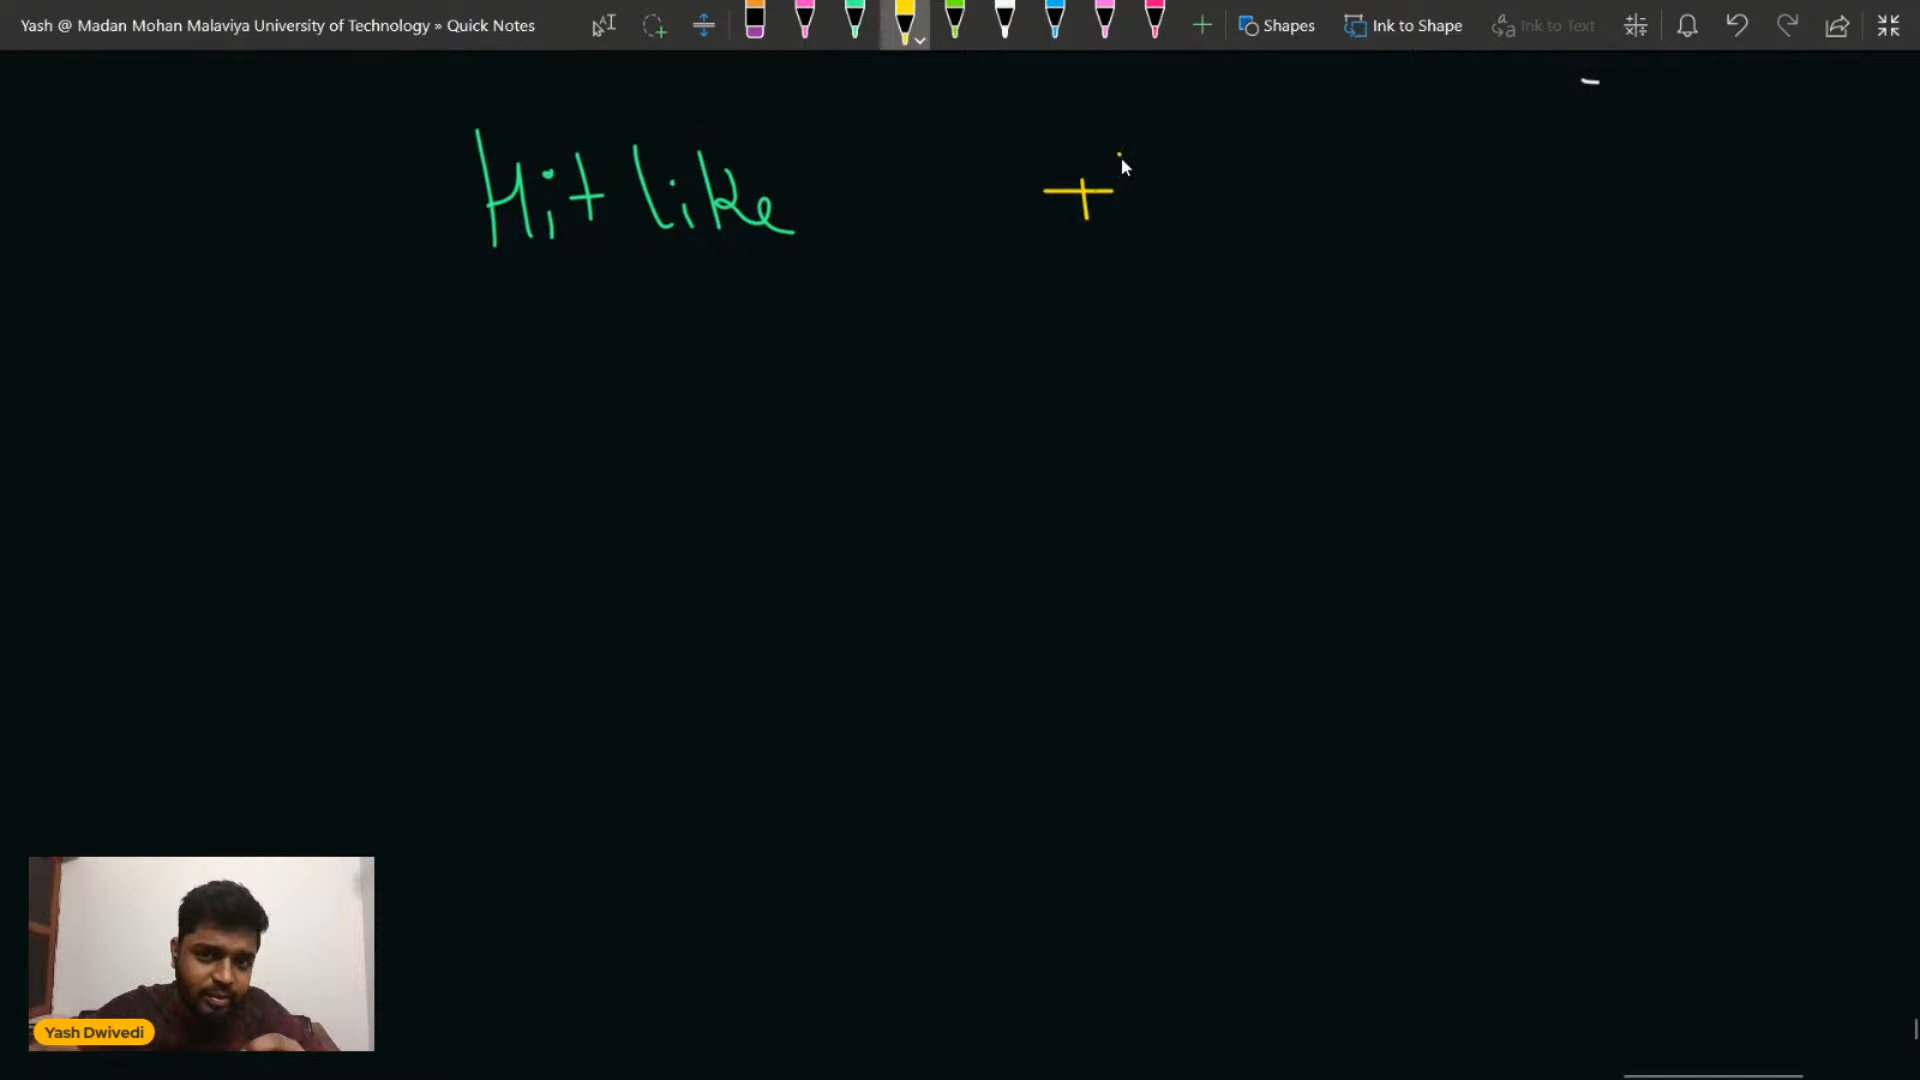 Yash @ Madan Mohan Malaviya University of Technology » Quick Notes
Shapes
Ink to Shape
Ink to Text
Hit like +
Yash Dwivedi